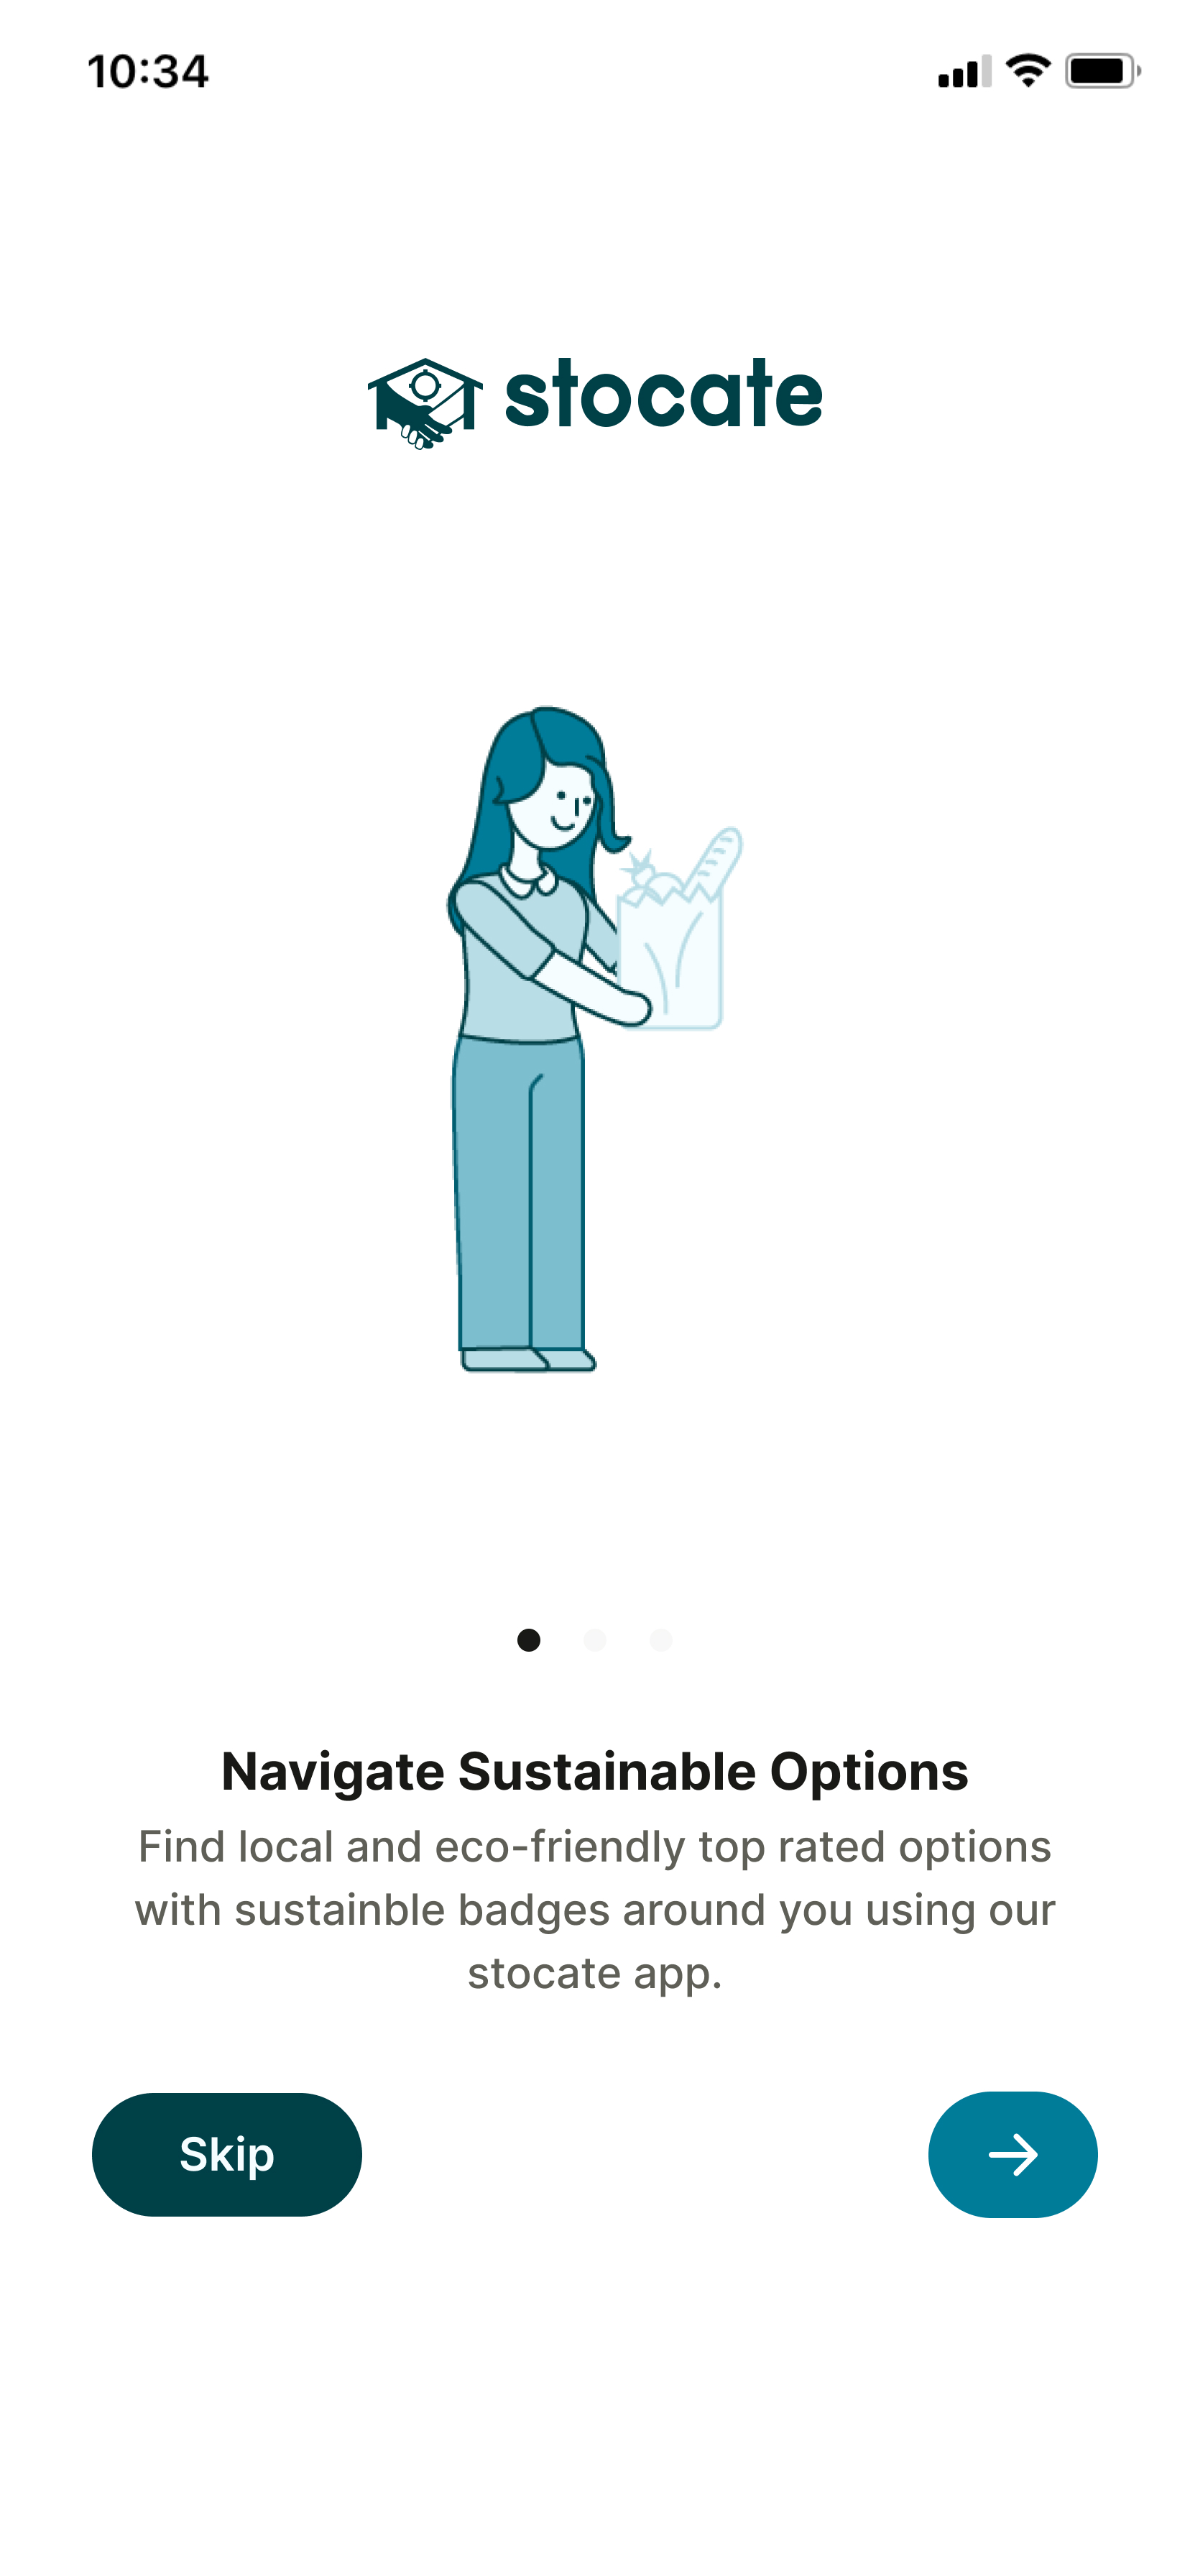 10:34
stocate
Navigate Sustainable Options
Find local and eco-friendly top rated options
with sustainble badges around you using our
stocate app.
Skip